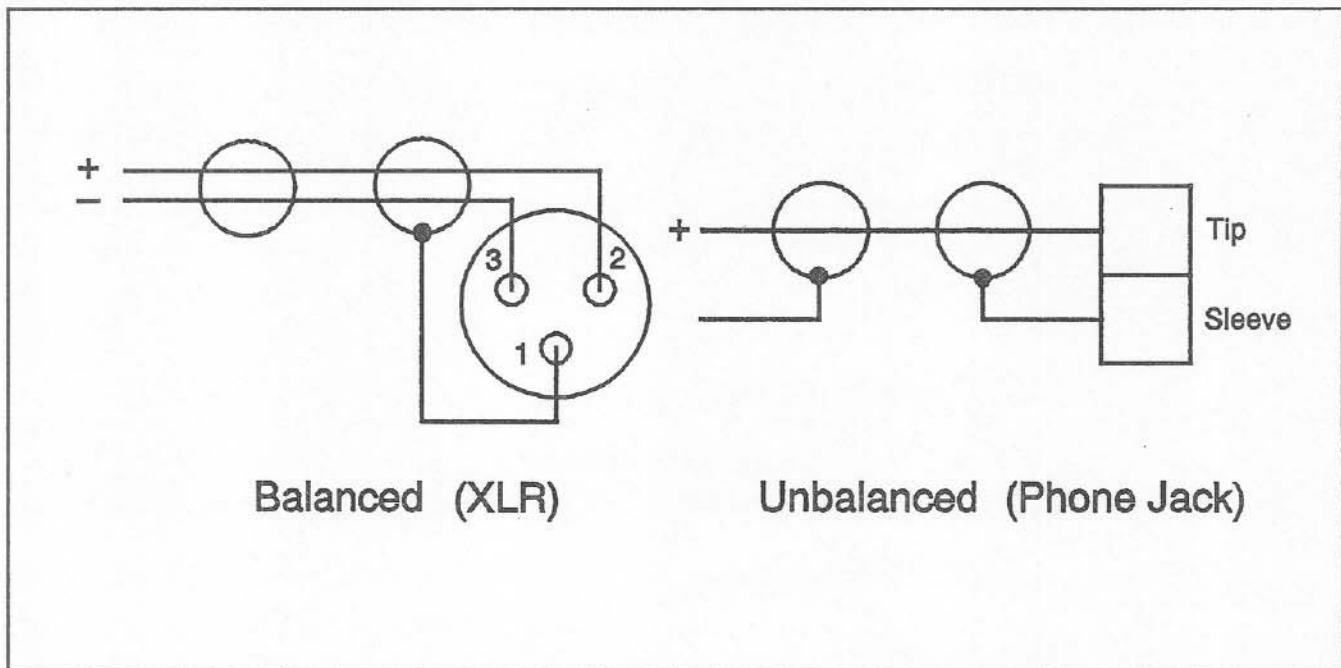 +
−
3
2
1
Balanced (XLR)
+
Tip
Sleeve
Unbalanced (Phone Jack)